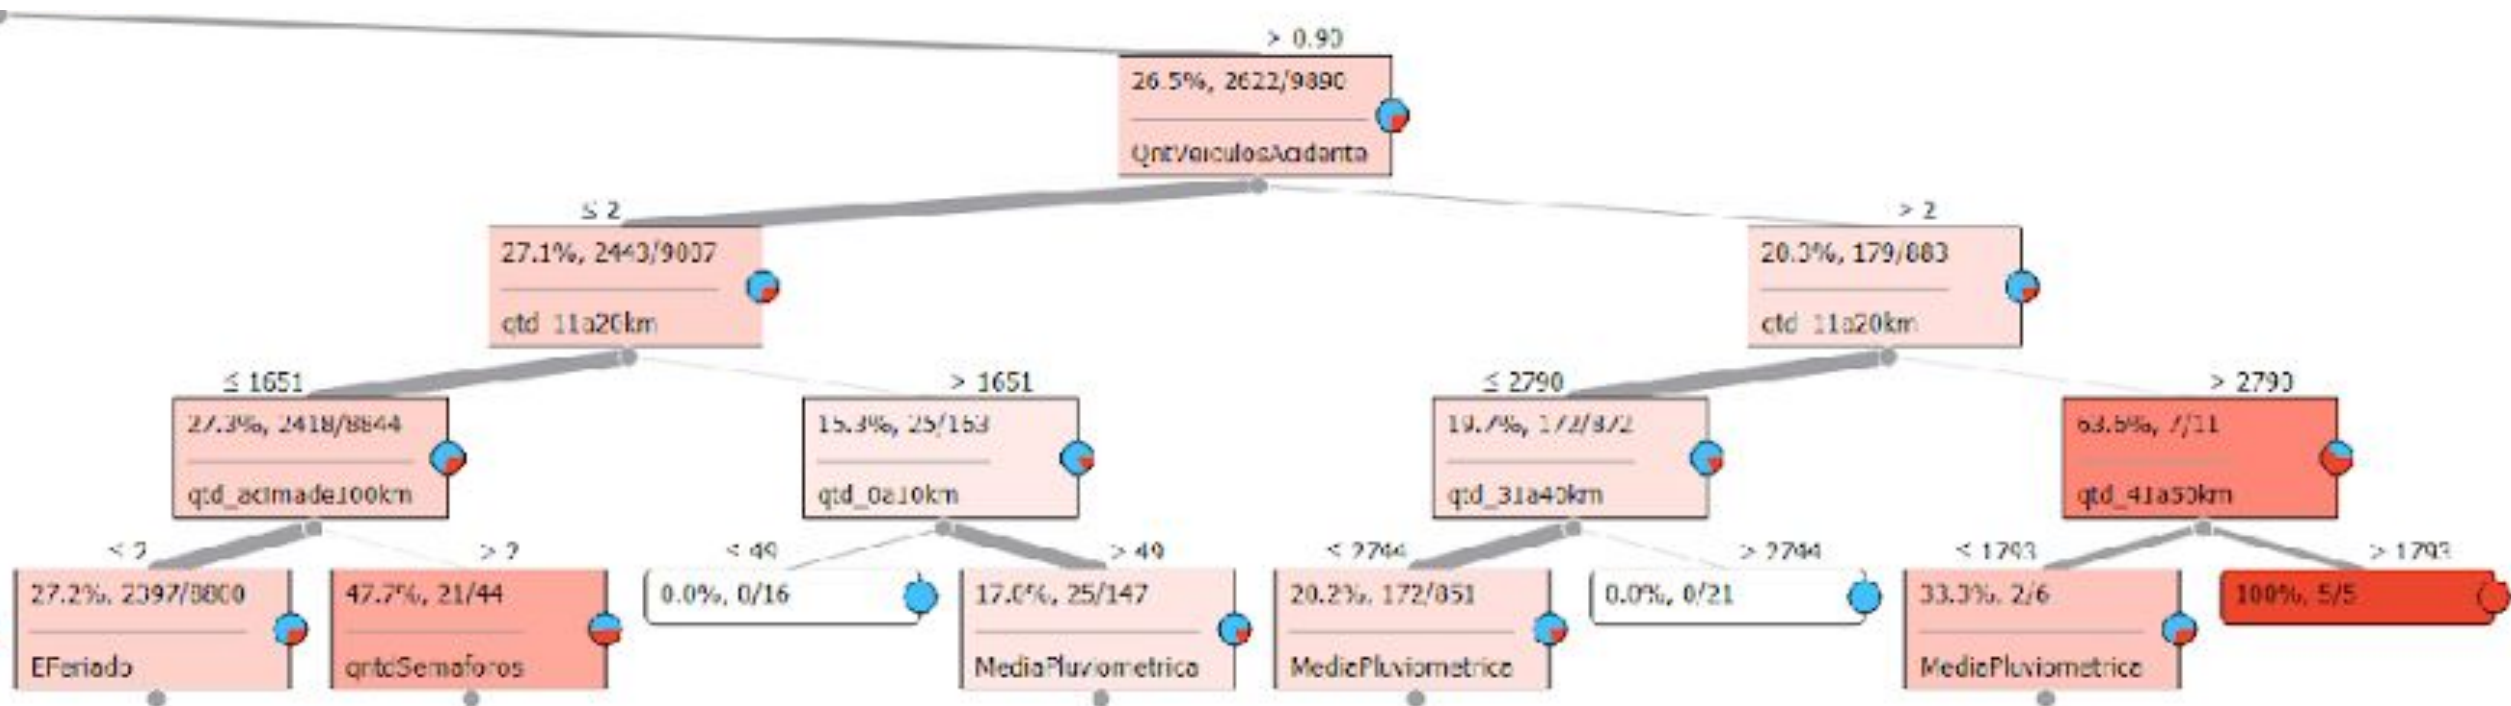 > 0.90
26.5%, 2622/9890
QntVeiculosAcidente
≤ 2
> 2
27.1%, 2443/9007
qtd_11a20km
20.3%, 179/883
qtd_11a20km
≤ 1651
> 1651
≤ 2790
> 2790
27.3%, 2418/8844
qtd_acimade100km
15.3%, 25/163
qtd_0a10km
19.7%, 172/872
qtd_31a40km
63.6%, 7/11
qtd_41a50km
≤ 2
> 2
≤ 49
> 49
≤ 2744
> 2744
≤ 1793
> 1793
27.2%, 2397/8800
EFeriado
47.7%, 21/44
qntdSemaforos
0.0%, 0/16
17.0%, 25/147
MediaPluviometrica
20.2%, 172/851
MediaPluviometrica
0.0%, 0/21
33.3%, 2/6
MediaPluviometrica
100%, 5/5